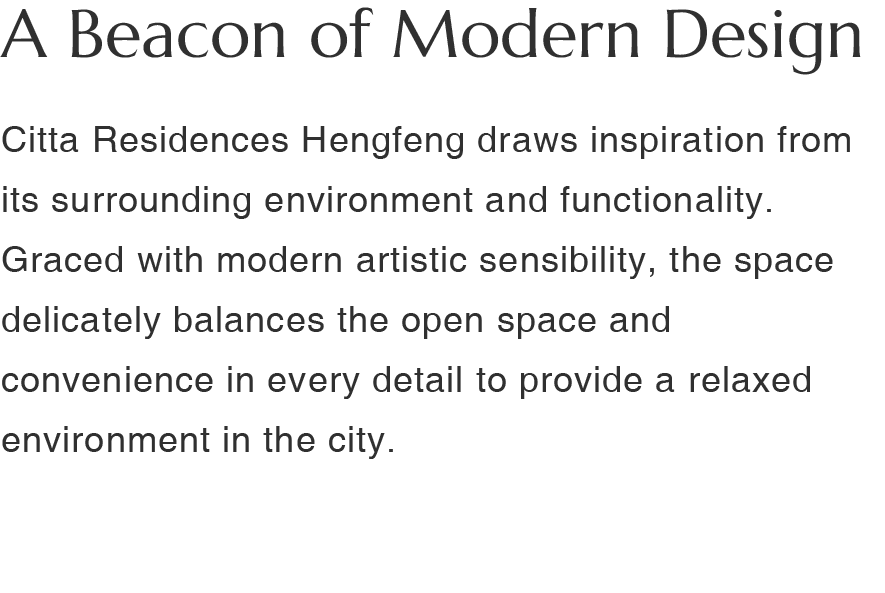 A Beacon of Modern Design
Citta Residences Hengfeng draws inspiration from
its surrounding environment and functionality.
Graced with modern artistic sensibility, the space
delicately balances the open space and
convenience in every detail to provide a relaxed
environment in the city.